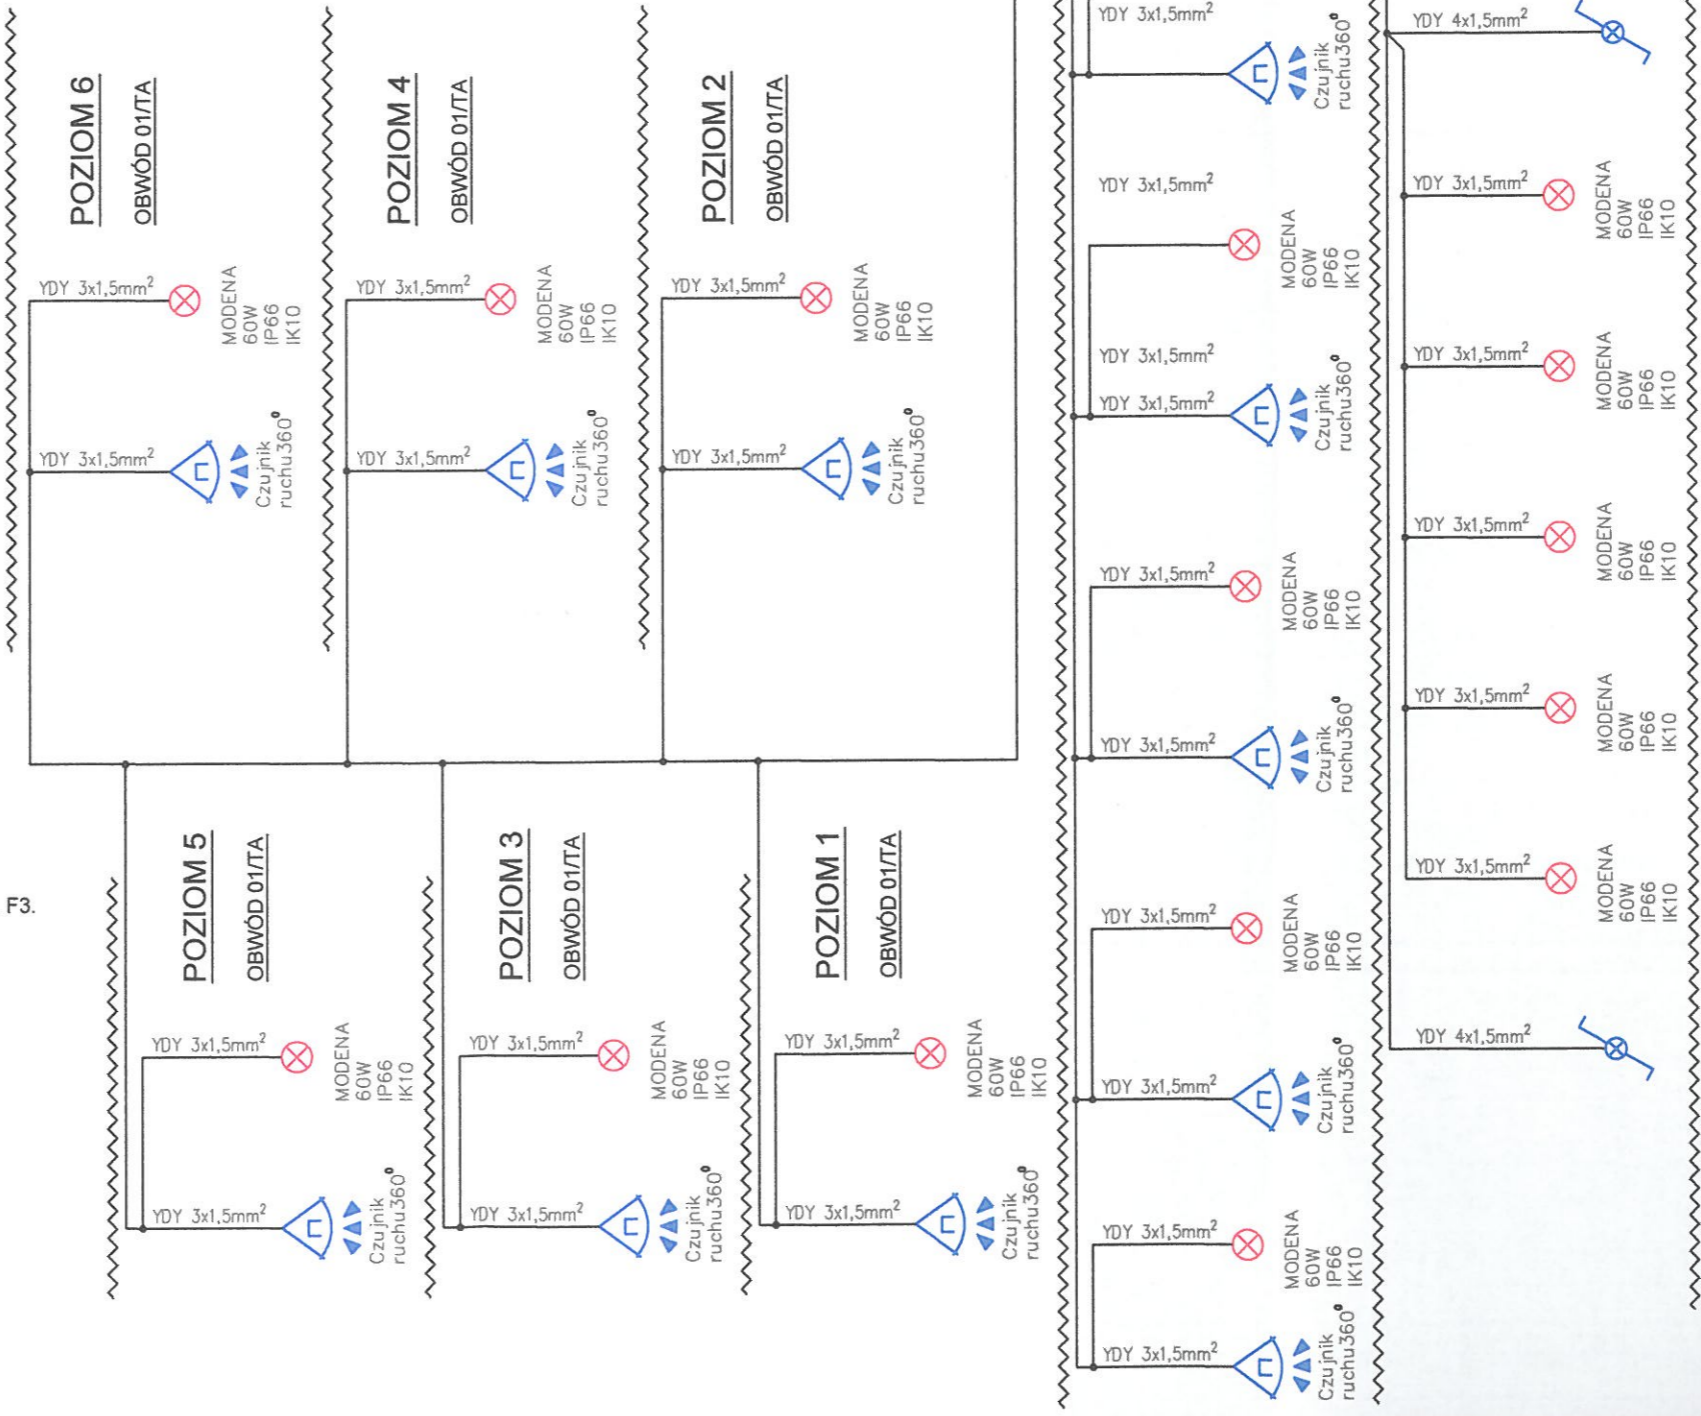 POZIOM 6
OBWÓD 01/TA
YDY 3x1,5mm²
MODENA
60W
IP66
IK10
YDY 3x1,5mm²
Czujnik
ruchu360°
POZIOM 4
OBWÓD 01/TA
YDY 3x1,5mm²
MODENA
60W
IP66
IK10
YDY 3x1,5mm²
Czujnik
ruchu360°
POZIOM 2
OBWÓD 01/TA
YDY 3x1,5mm²
MODENA
60W
IP66
IK10
YDY 3x1,5mm²
Czujnik
ruchu360°
F3.
POZIOM 5
OBWÓD 01/TA
YDY 3x1,5mm²
MODENA
60W
IP66
IK10
YDY 3x1,5mm²
Czujnik
ruchu360°
POZIOM 3
OBWÓD 01/TA
YDY 3x1,5mm²
MODENA
60W
IP66
IK10
YDY 3x1,5mm²
Czujnik
ruchu360°
POZIOM 1
OBWÓD 01/TA
YDY 3x1,5mm²
MODENA
60W
IP66
IK10
YDY 3x1,5mm²
Czujnik
ruchu360°
YDY 3x1,5mm²
Czujnik
ruchu360°
YDY 3x1,5mm²
MODENA
60W
IP66
IK10
YDY 3x1,5mm²
YDY 3x1,5mm²
Czujnik
ruchu360°
YDY 3x1,5mm²
MODENA
60W
IP66
IK10
YDY 3x1,5mm²
Czujnik
ruchu360°
YDY 3x1,5mm²
MODENA
60W
IP66
IK10
YDY 3x1,5mm²
Czujnik
ruchu360°
YDY 3x1,5mm²
MODENA
60W
IP66
IK10
YDY 3x1,5mm²
Czujnik
ruchu360°
YDY 4x1,5mm²
YDY 3x1,5mm²
MODENA
60W
IP66
IK10
YDY 3x1,5mm²
MODENA
60W
IP66
IK10
YDY 3x1,5mm²
MODENA
60W
IP66
IK10
YDY 3x1,5mm²
MODENA
60W
IP66
IK10
YDY 3x1,5mm²
MODENA
60W
IP66
IK10
YDY 4x1,5mm²